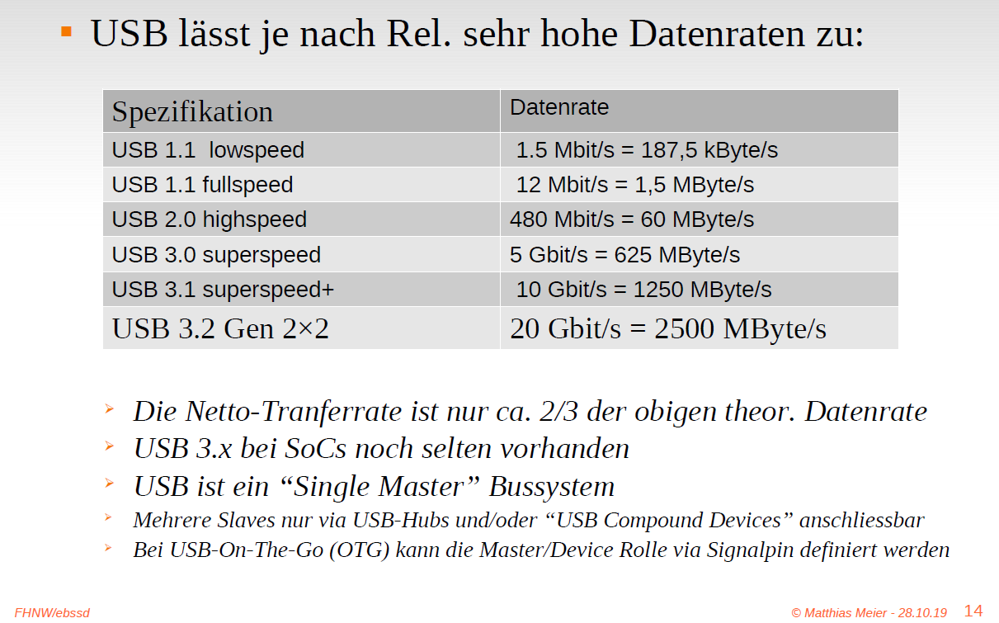 USB lässt je nach Rel. sehr hohe Datenraten zu:
Spezifikation Datenrate
USB 1.1 lowspeed 1.5 Mbit/s = 187,5 kByte/s
USB 1.1 fullspeed 12 Mbit/s = 1,5 MByte/s
USB 2.0 highspeed 480 Mbit/s = 60 MByte/s
USB 3.0 superspeed 5 Gbit/s = 625 MByte/s
USB 3.1 superspeed+ 10 Gbit/s = 1250 MByte/s
USB 3.2 Gen 2×2 20 Gbit/s = 2500 MByte/s
Die Netto-Tranferrate ist nur ca. 2/3 der obigen theor. Datenrate
USB 3.x bei SoCs noch selten vorhanden
USB ist ein “Single Master” Bussystem
Mehrere Slaves nur via USB-Hubs und/oder “USB Compound Devices” anschliessbar
Bei USB-On-The-Go (OTG) kann die Master/Device Rolle via Signalpin definiert werden
FHNW/ebssd © Matthias Meier - 28.10.19 14